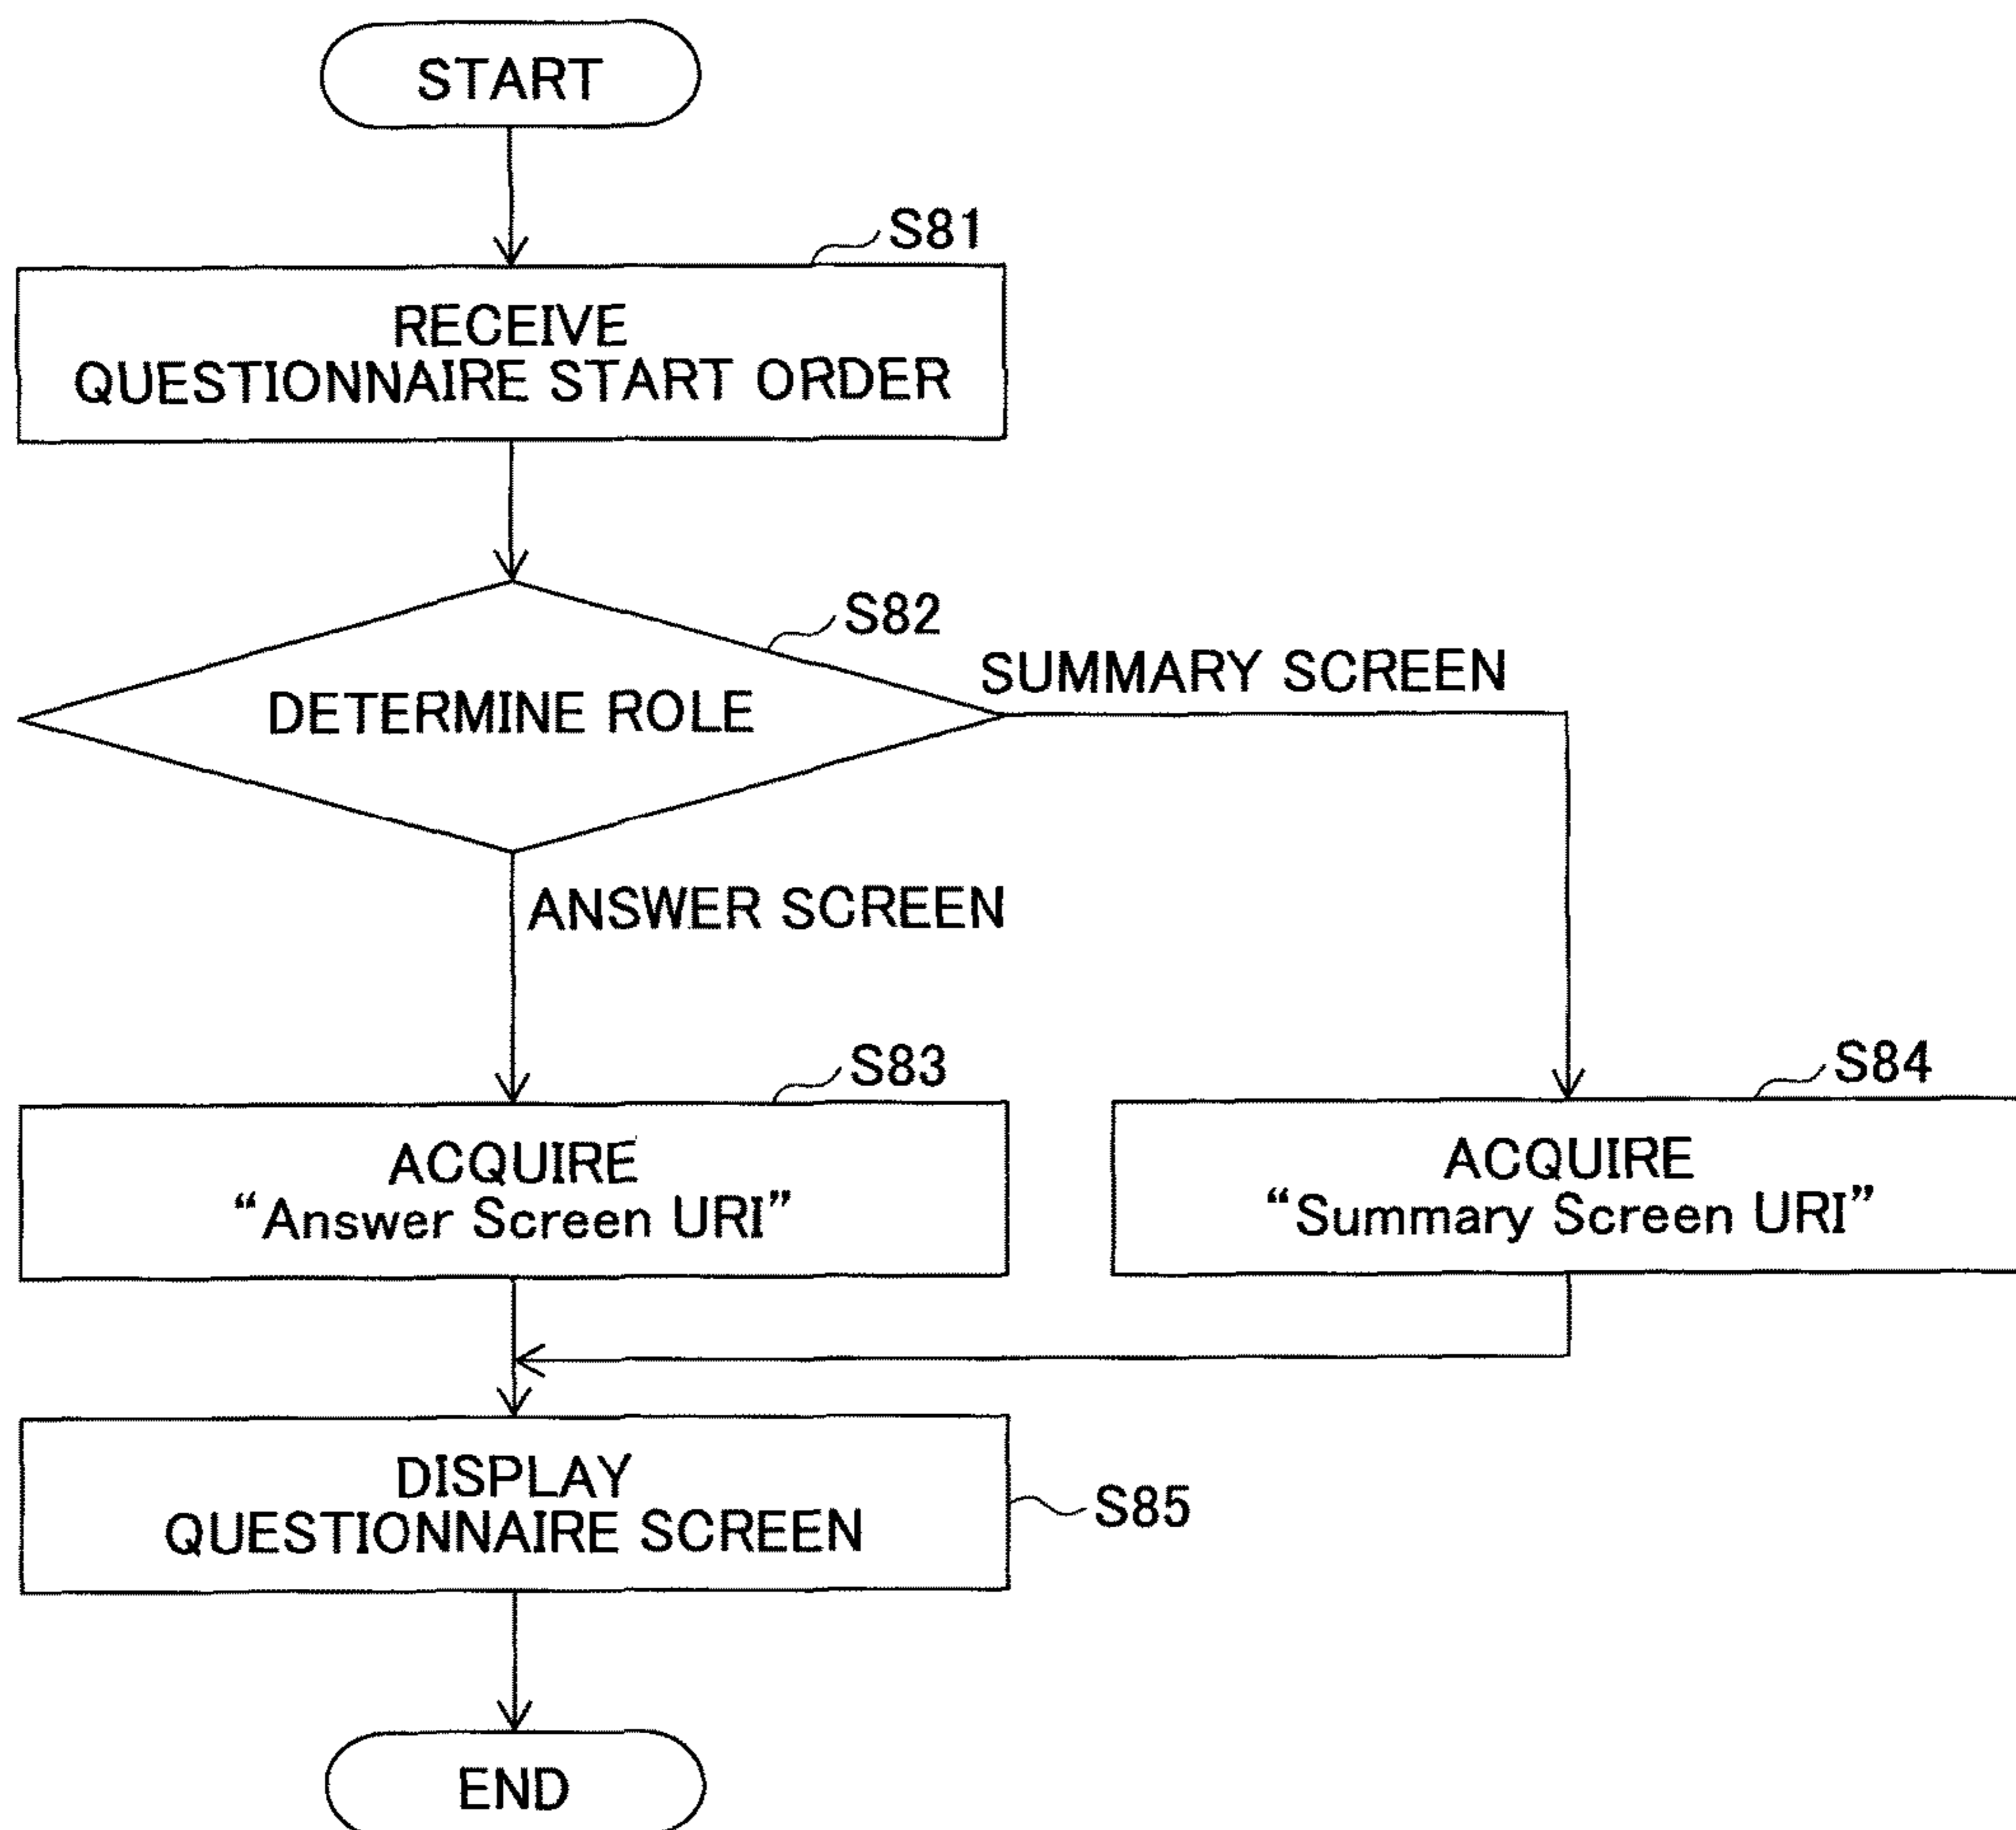 START
S81
RECEIVE
QUESTIONNAIRE START ORDER
S82
DETERMINE ROLE
SUMMARY SCREEN
ANSWER SCREEN
S83
ACQUIRE
“Answer Screen URI”
S84
ACQUIRE
“Summary Screen URI”
DISPLAY
QUESTIONNAIRE SCREEN
S85
END